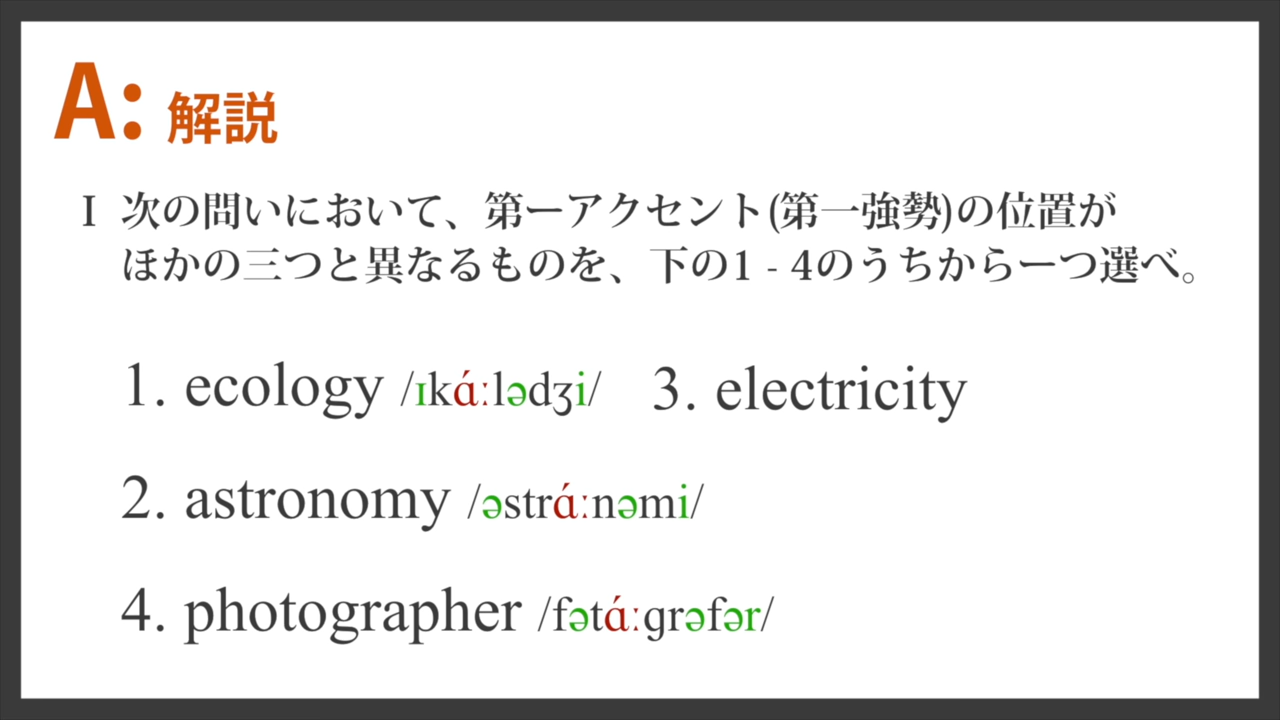 A: 解説
I 次の問いにおいて、第一アクセント(第一強勢)の位置が
ほかの三つと異なるものを、下の1 - 4のうちから一つ選べ。
1. ecology /ɪkɑ́ːlədʒi/
3. electricity
2. astronomy /əstrɑ́ːnəmi/
4. photographer /fətɑ́ːɡrəfər/